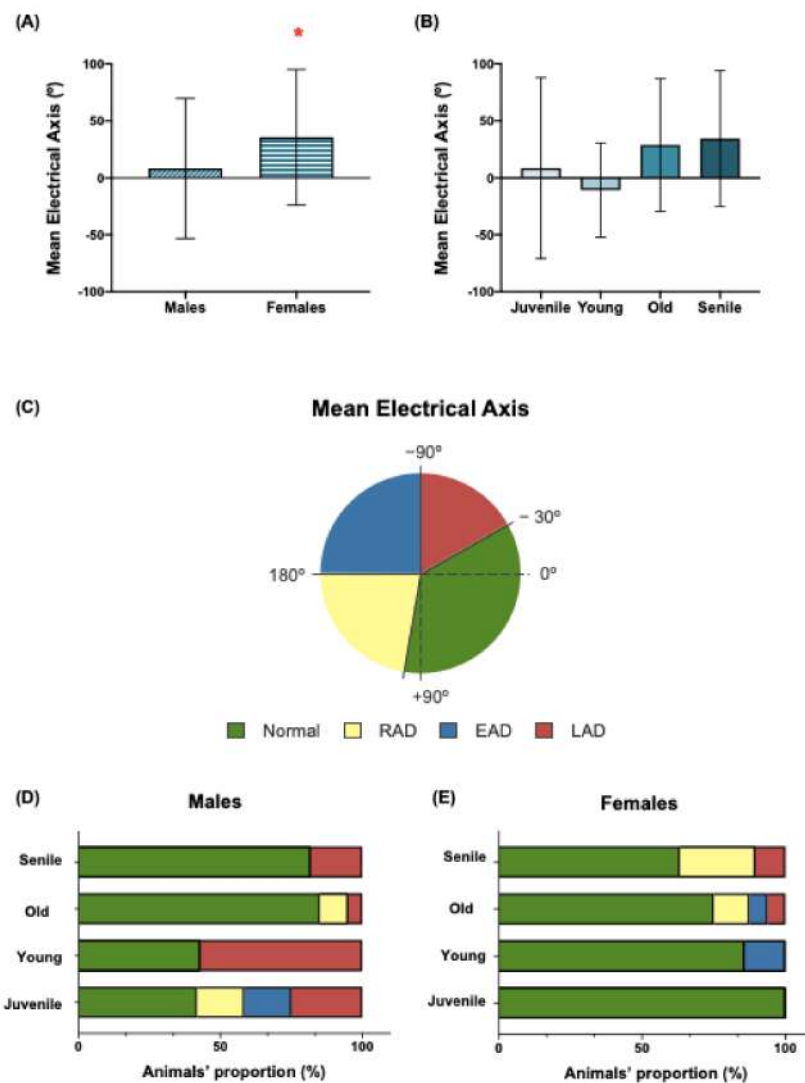 (A)
*
Mean Electrical Axis (º)
100
50
0
-50
-100
Males Females
(B)
Mean Electrical Axis (º)
100
50
0
-50
-100
Juvenile Young Old Senile
(C)
Mean Electrical Axis
−90º
− 30º
180º
0º
+90º
Normal RAD EAD LAD
(D)
Males
Senile
Old
Young
Juvenile
0 50 100
Animals' proportion (%)
(E)
Females
Senile
Old
Young
Juvenile
0 50 100
Animals' proportion (%)